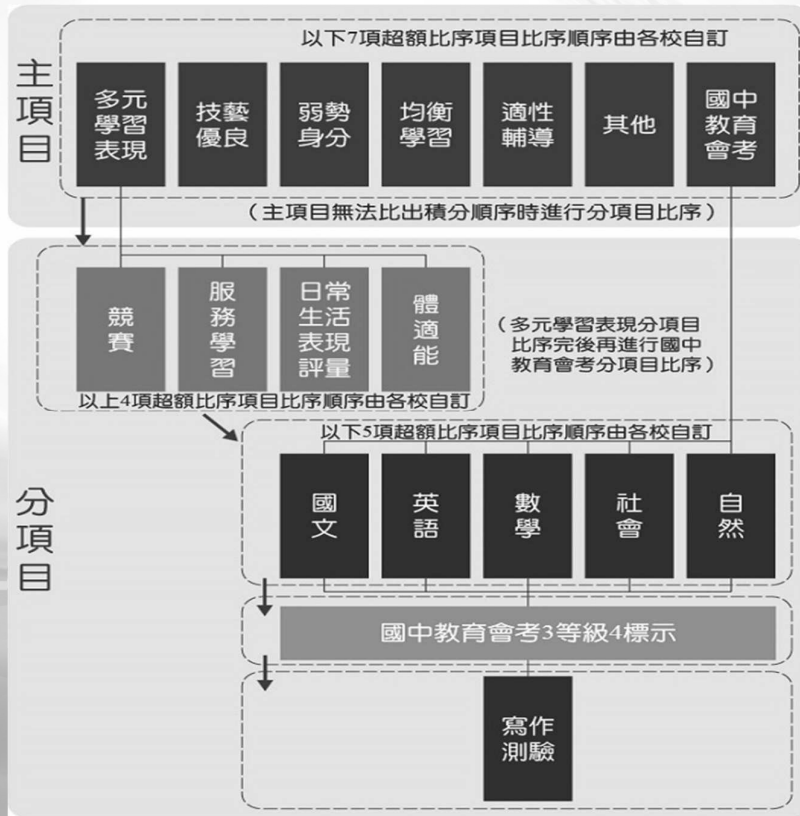 主項目
以下7項超額比序項目比序順序由各校自訂
多元
學習
表現
技藝
優良
弱勢
身分
均衡
學習
適性
輔導
其他
國中
教育
會考
(主項目無法比出積分順序時進行分項目比序)
分項目
競賽
服務學習
日常
生活
表現
評量
體適能
(多元學習表現分項目
比序完後再進行國中
教育會考分項目比序)
以上4項超額比序項目比序順序由各校自訂
以下5項超額比序項目比序順序由各校自訂
國文
英語
數學
社會
自然
國中教育會考3等級4標示
寫作
測驗